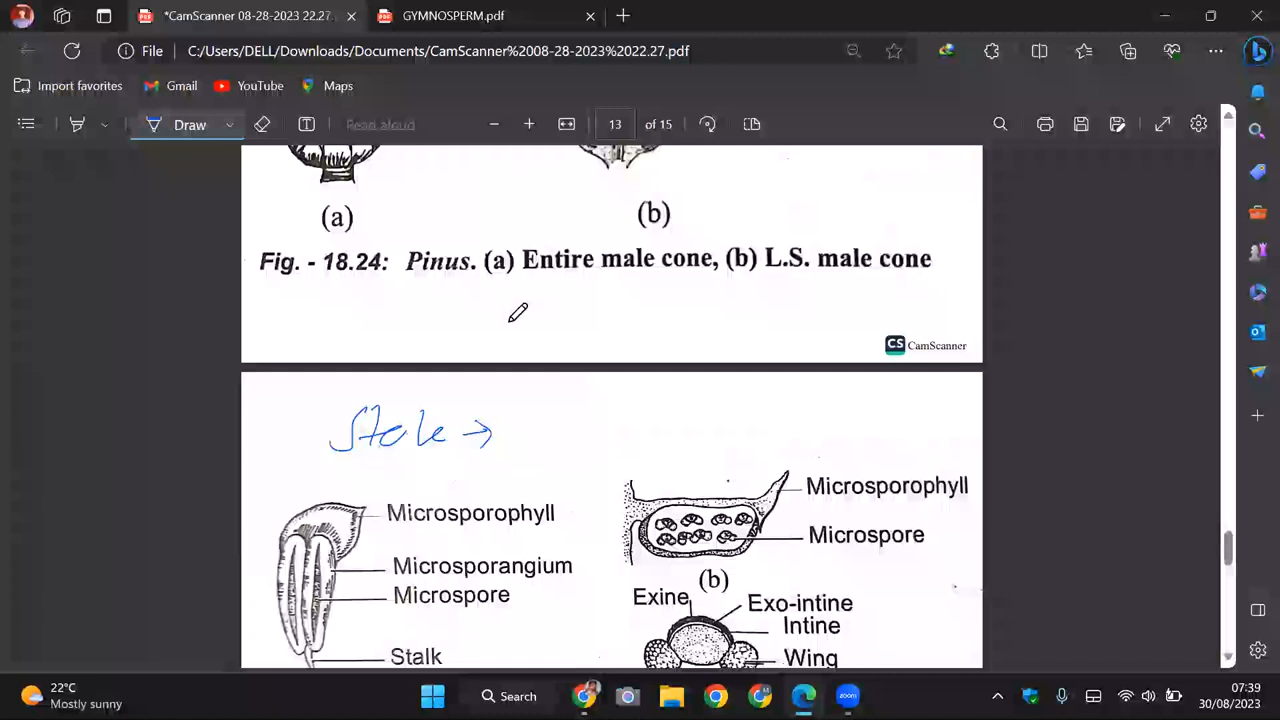 *CamScanner 08-28-2023 22.27.
GYMNOSPERM.pdf
File
C:/Users/DELL/Downloads/Documents/CamScanner%2008-28-2023%2022.27.pdf
Import favorites
Gmail
YouTube
Maps
Draw
Read aloud
13
of 15
(a)
(b)
Fig. - 18.24: Pinus. (a) Entire male cone, (b) L.S. male cone
CS CamScanner
Microsporophyll
Microsporangium
Microspore
Stalk
Microsporophyll
Microspore
(b)
Exine
Exo-intine
Intine
Wing
22°C
Mostly sunny
Search
zoom
07:39
30/08/2023